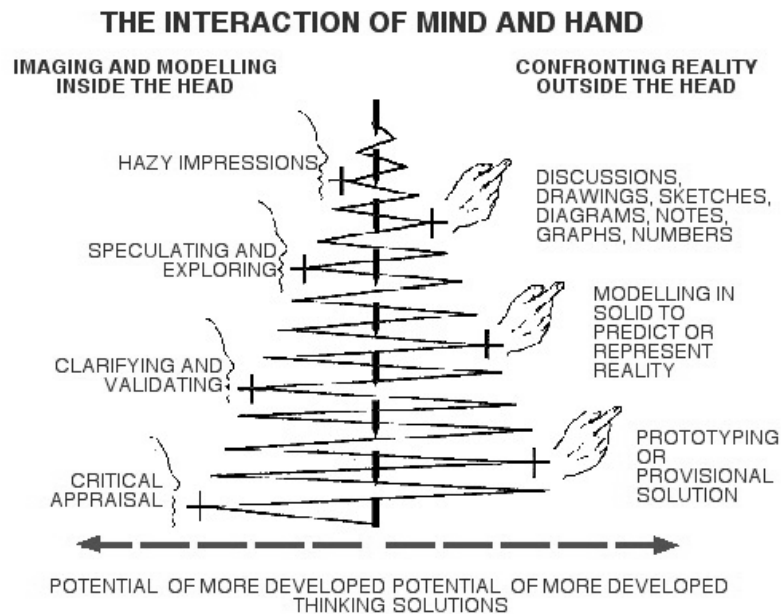 THE INTERACTION OF MIND AND HAND
IMAGING AND MODELLING
INSIDE THE HEAD
CONFRONTING REALITY
OUTSIDE THE HEAD
HAZY IMPRESSIONS
DISCUSSIONS,
DRAWINGS, SKETCHES,
DIAGRAMS, NOTES,
GRAPHS, NUMBERS
SPECULATING AND
EXPLORING
MODELLING IN
SOLID TO
PREDICT OR
REPRESENT
REALITY
CLARIFYING AND
VALIDATING
PROTOTYPING
OR
PROVISIONAL
SOLUTION
CRITICAL
APPRAISAL
POTENTIAL OF MORE DEVELOPED POTENTIAL OF MORE DEVELOPED
THINKING SOLUTIONS